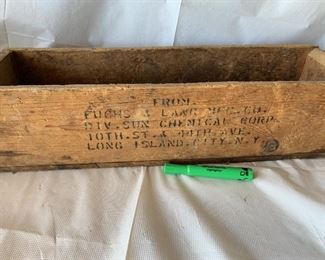 FROM.
FUCHS & LANG MFG. CO.
DIV. SUN CHEMICAL CORP.
10TH. ST. & 44TH. AVE.
LONG ISLAND. CITY. N.Y.